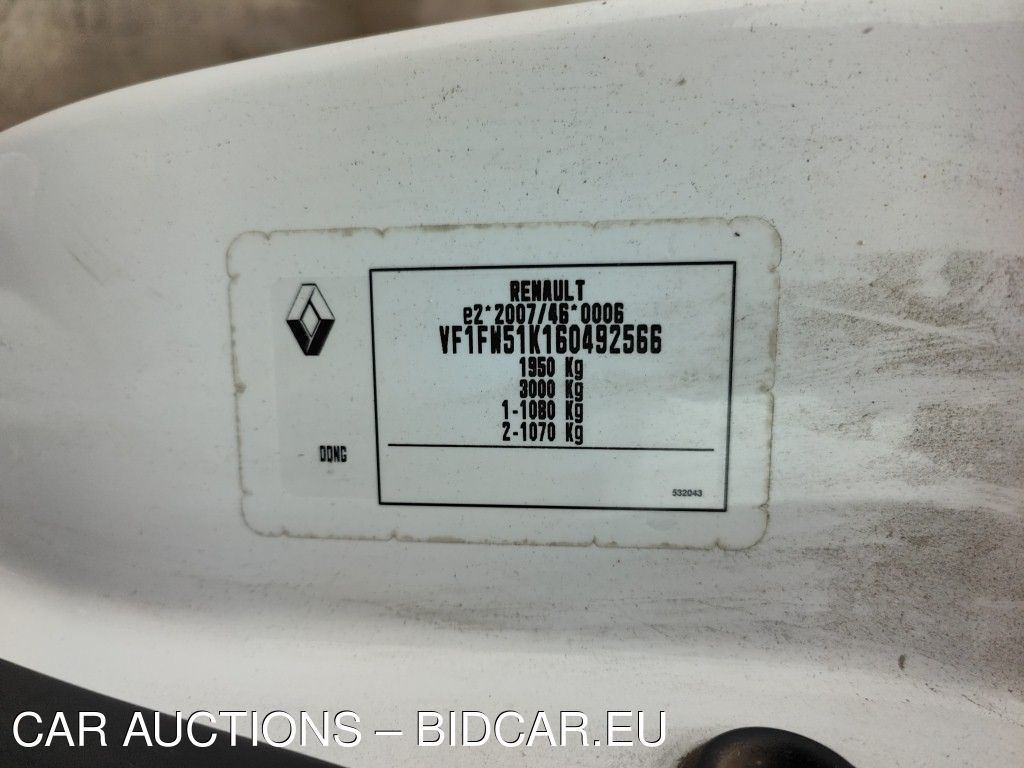 RENAULT
e2*2007/46*0006
VF1FW51K160492566
1950 Kg
3000 Kg
1-1080 Kg
2-1070 Kg
DQNG
532043
CAR AUCTIONS – BIDCAR.EU